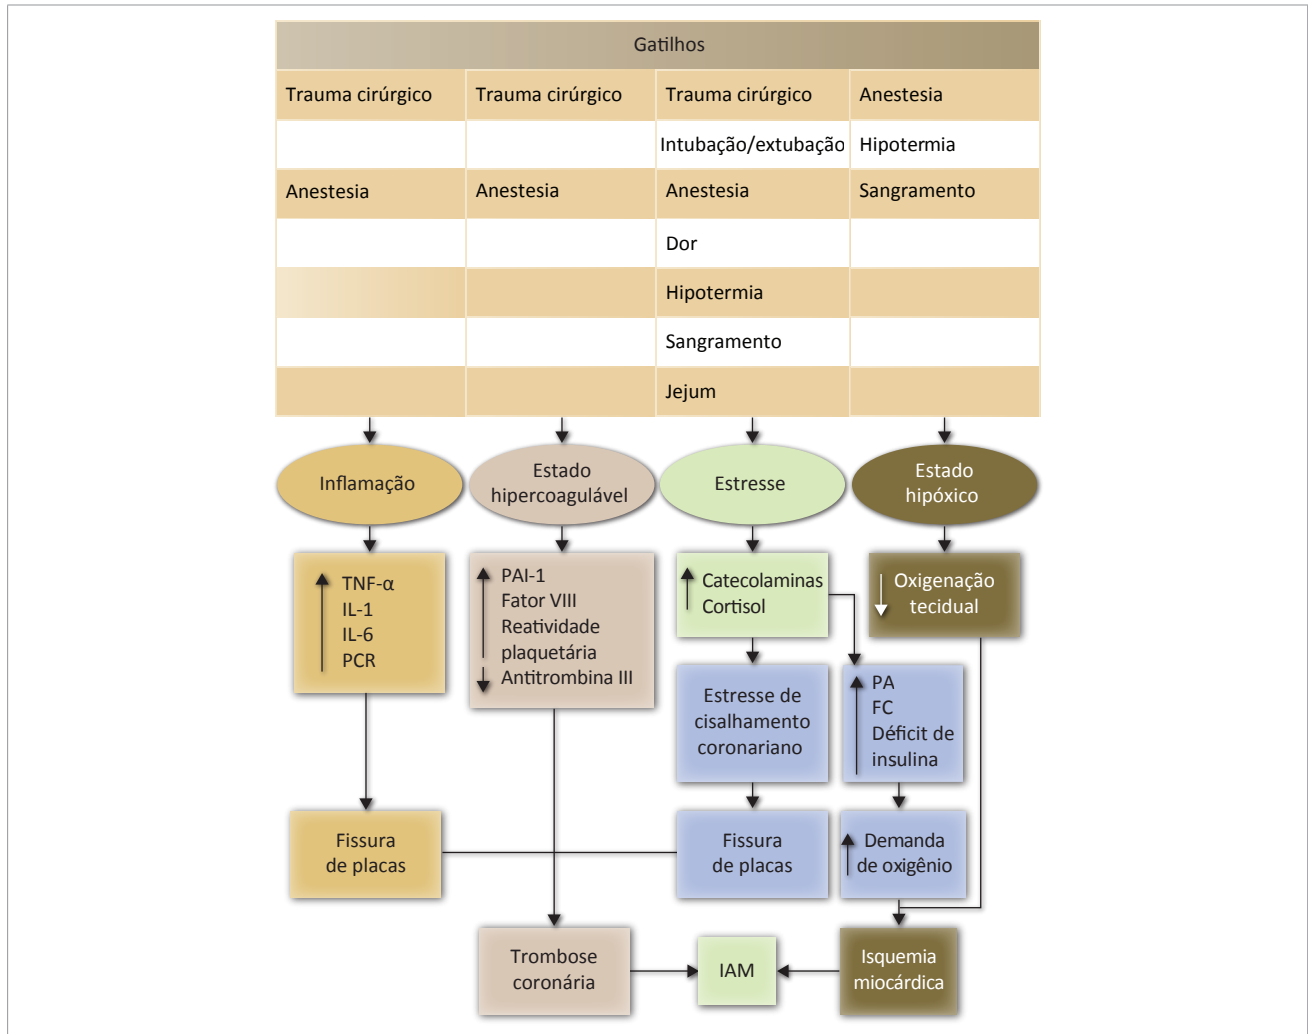 Gatilhos
Trauma cirúrgico Trauma cirúrgico Trauma cirúrgico Anestesia
Intubação/extubação Hipotermia
Anestesia Anestesia Anestesia Sangramento
Dor
Hipotermia
Sangramento
Jejum
Inflamação
Estado
hipercoagulável
Estresse
Estado
hipóxico
TNF-α
IL-1
IL-6
PCR
PAI-1
Fator VIII
Reatividade
plaquetária
Antitrombina III
Catecolaminas
Cortisol
Oxigenação
tecidual
Estresse de
cisalhamento
coronariano
PA
FC
Déficit de
insulina
Fissura
de placas
Fissura
de placas
Demanda
de oxigênio
Trombose
coronária
IAM
Isquemia
miocárdica